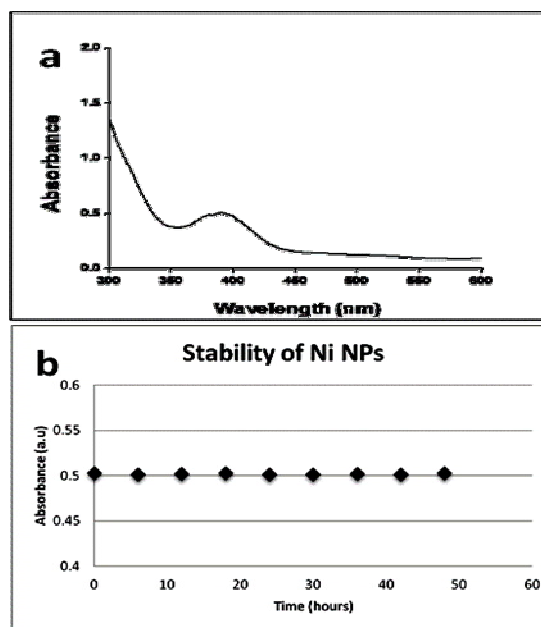 a
2.0
1.5
1.0
0.5
0.0
Absorbance
300 350 400 450 500 550 600
Wavelength (nm)
b
Stability of Ni NPs
0.6
0.55
0.5
0.45
0.4
Absorbance (a.u)
0 10 20 30 40 50 60
Time (hours)